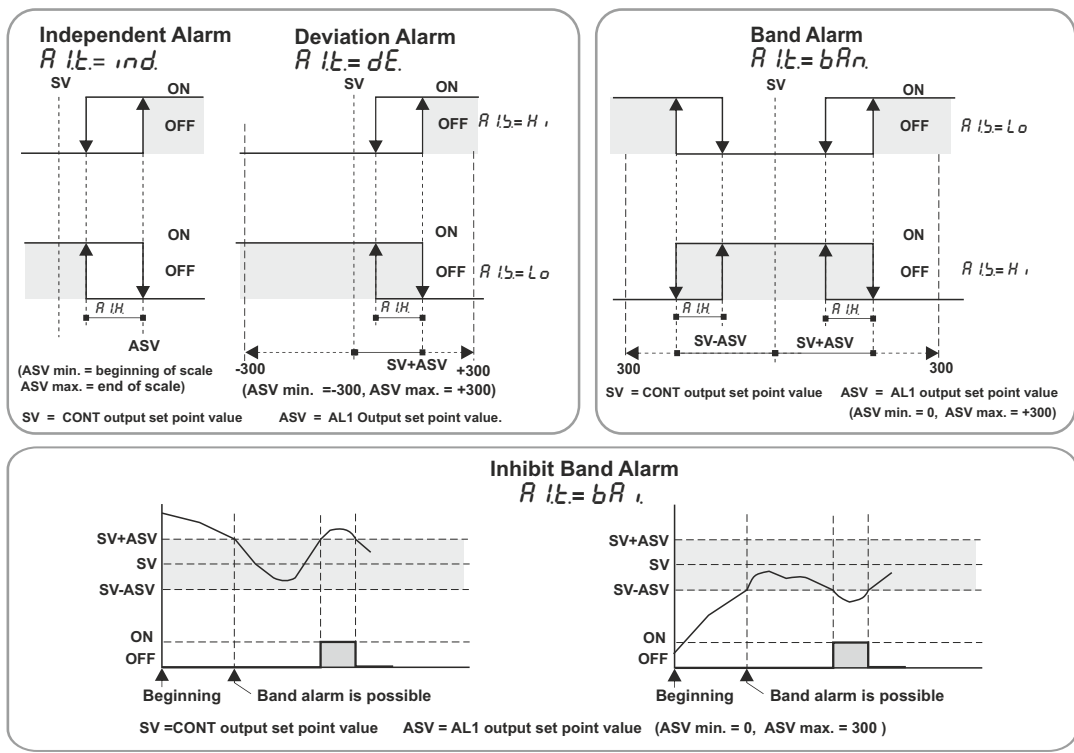 Independent Alarm
A1.t.= ind.
SV
ON
OFF
ON
OFF
A1.H.
ASV
(ASV min. = beginning of scale
ASV max. = end of scale)
Deviation Alarm
A1.t.= dE.
SV
ON
OFF
A1.S.= Hi
ON
OFF
A1.S.= Lo
A1.H.
SV+ASV
-300
+300
(ASV min. =-300, ASV max. = +300)
SV = CONT output set point value
ASV = AL1 Output set point value.
Band Alarm
A1.t.= bAn.
SV
ON
OFF
A1.S.= Lo
ON
OFF
A1.S.= Hi
A1.H.
A1.H.
SV-ASV
SV+ASV
300
300
SV = CONT output set point value
ASV = AL1 output set point value
(ASV min. = 0, ASV max. = +300)
Inhibit Band Alarm
A1.t.= bAi.
SV+ASV
SV
SV-ASV
ON
OFF
Beginning
Band alarm is possible
SV+ASV
SV
SV-ASV
ON
OFF
Beginning
Band alarm is possible
SV =CONT output set point value
ASV = AL1 output set point value (ASV min. = 0, ASV max. = 300 )